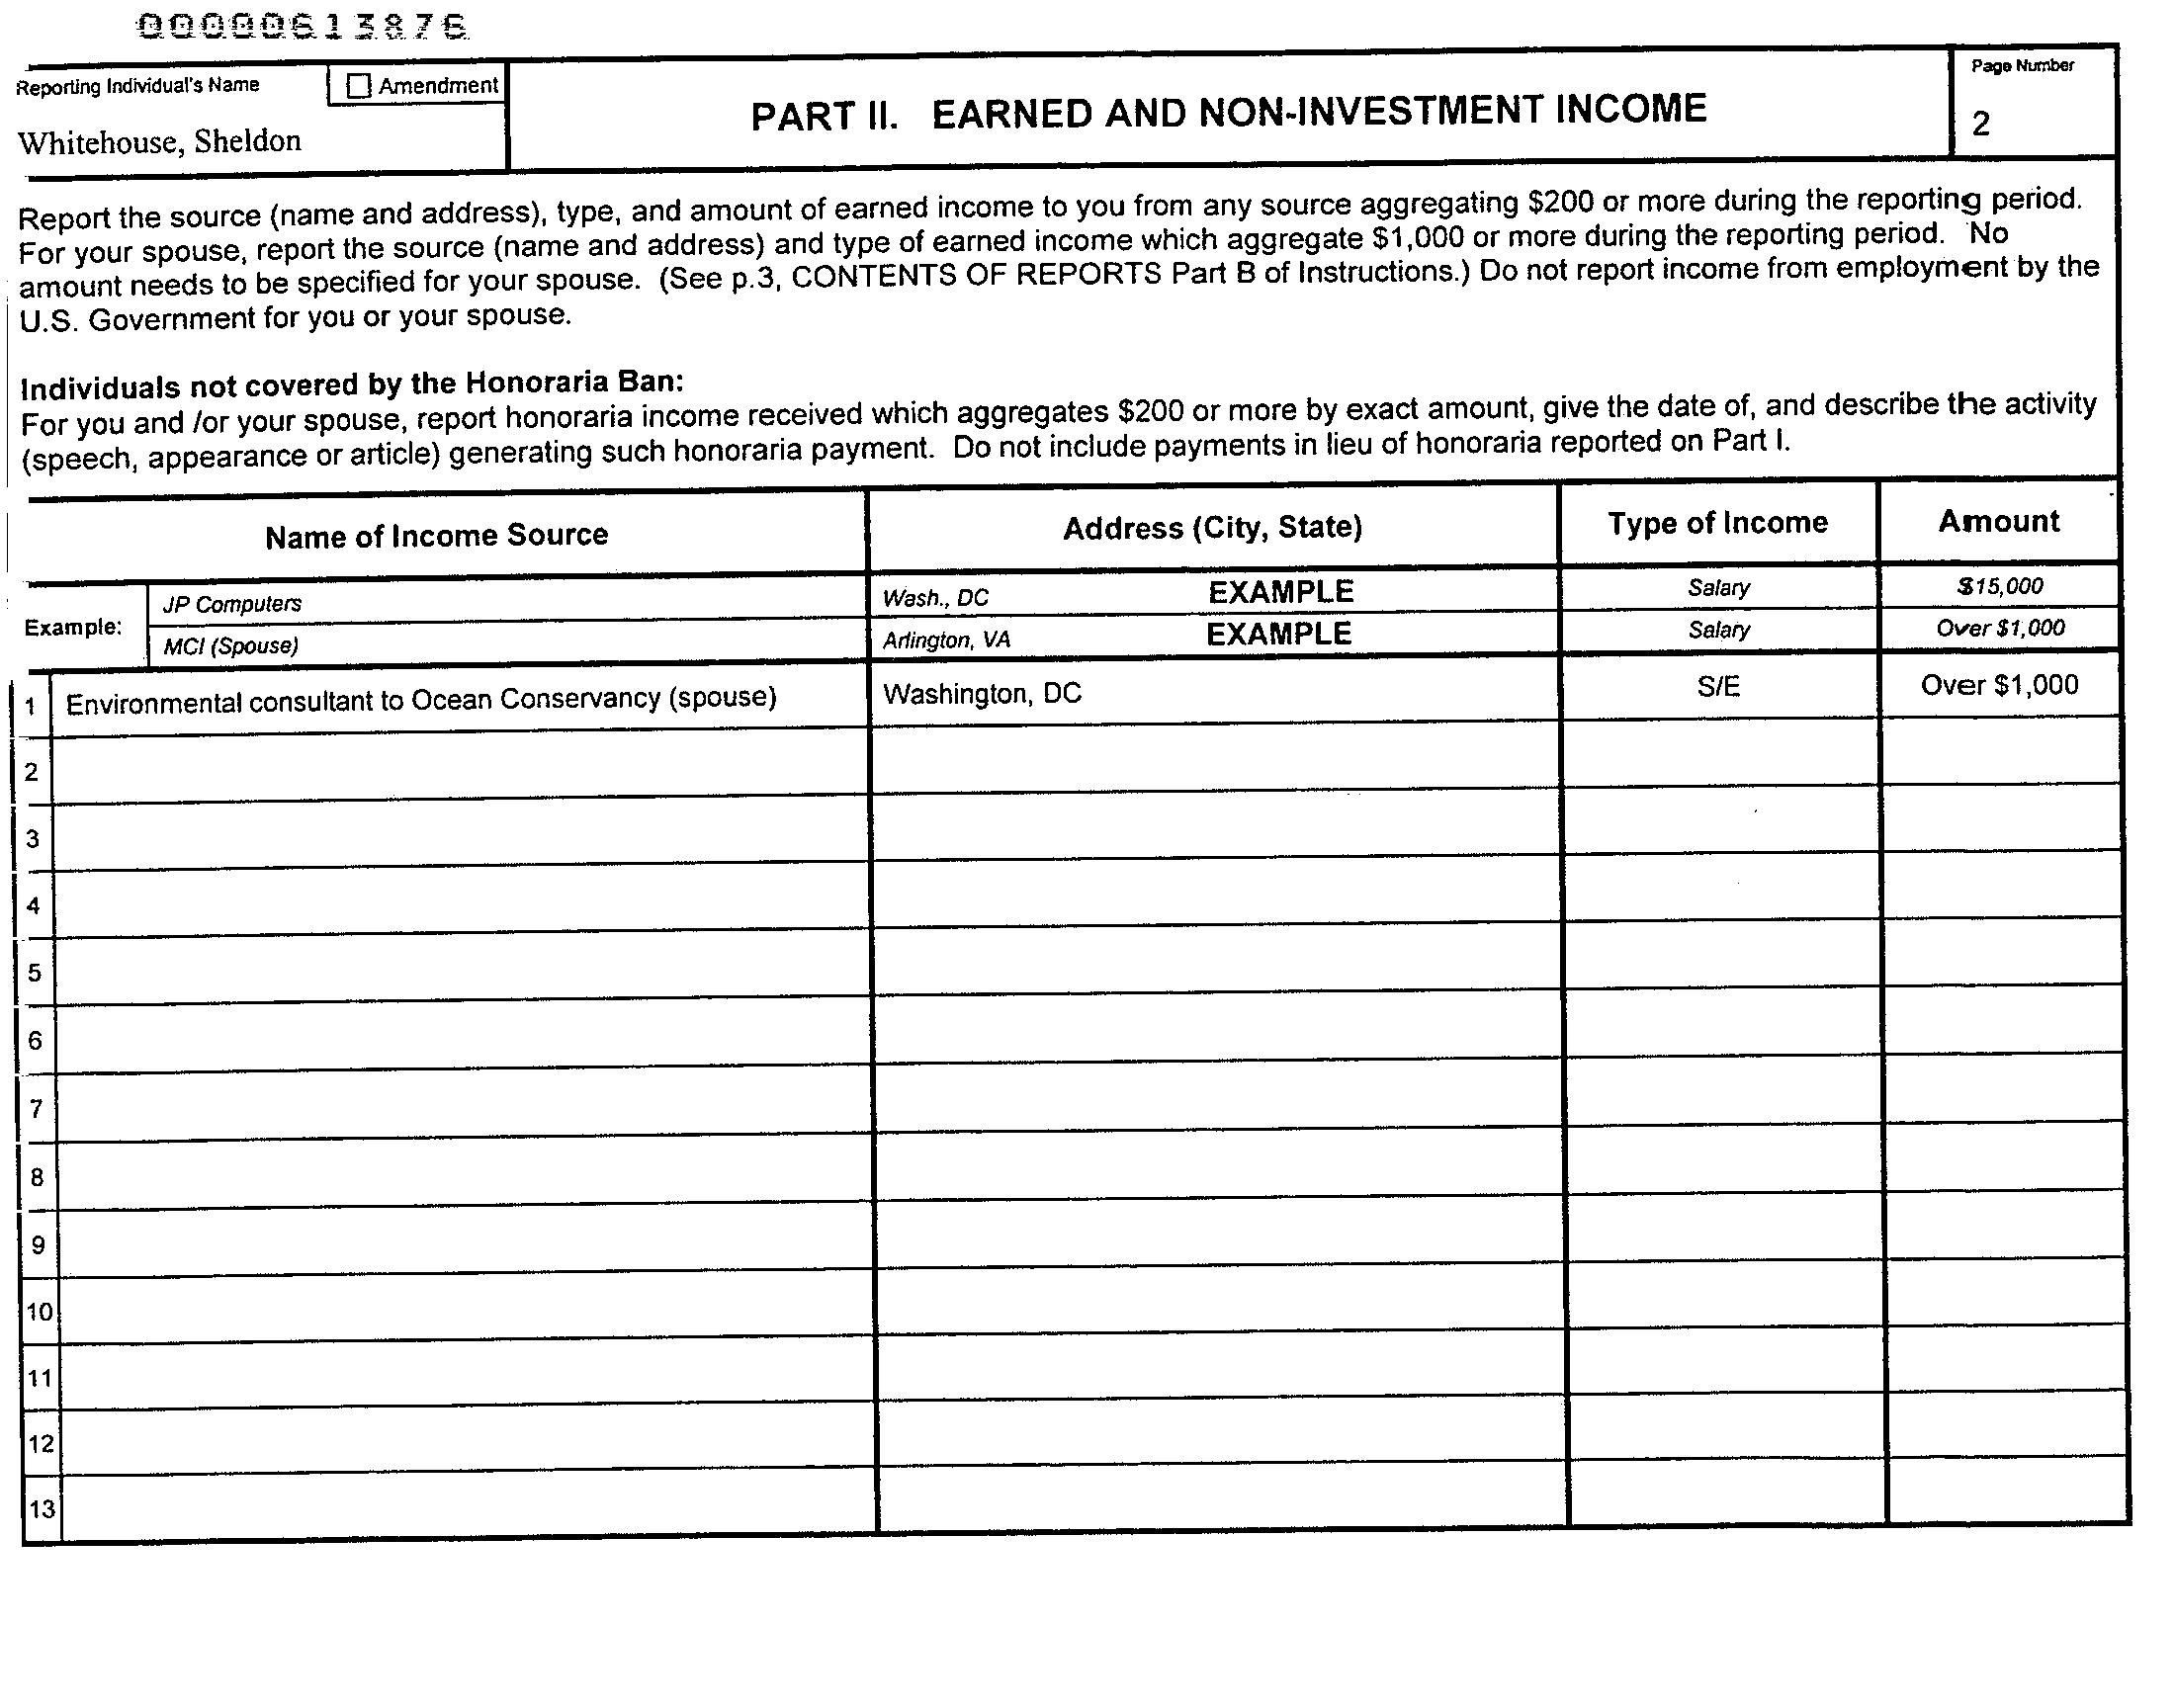 00000613876
Reporting Individual's Name
Amendment
Whitehouse, Sheldon
PART II. EARNED AND NON-INVESTMENT INCOME
Page Number
2
Report the source (name and address), type, and amount of earned income to you from any source aggregating $200 or more during the reporting period.
For your spouse, report the source (name and address) and type of earned income which aggregate $1,000 or more during the reporting period. No
amount needs to be specified for your spouse. (See p.3, CONTENTS OF REPORTS Part B of Instructions.) Do not report income from employment by the
U.S. Government for you or your spouse.
Individuals not covered by the Honoraria Ban:
For you and /or your spouse, report honoraria income received which aggregates $200 or more by exact amount, give the date of, and describe the activity
(speech, appearance or article) generating such honoraria payment. Do not include payments in lieu of honoraria reported on Part I.
Name of Income Source Address (City, State) Type of Income Amount
Example:
JP Computers Wash., DC EXAMPLE Salary $15,000
MCI (Spouse) Arlington, VA EXAMPLE Salary Over $1,000
1 Environmental consultant to Ocean Conservancy (spouse) Washington, DC S/E Over $1,000
2
3
4
5
6
7
8
9
10
11
12
13